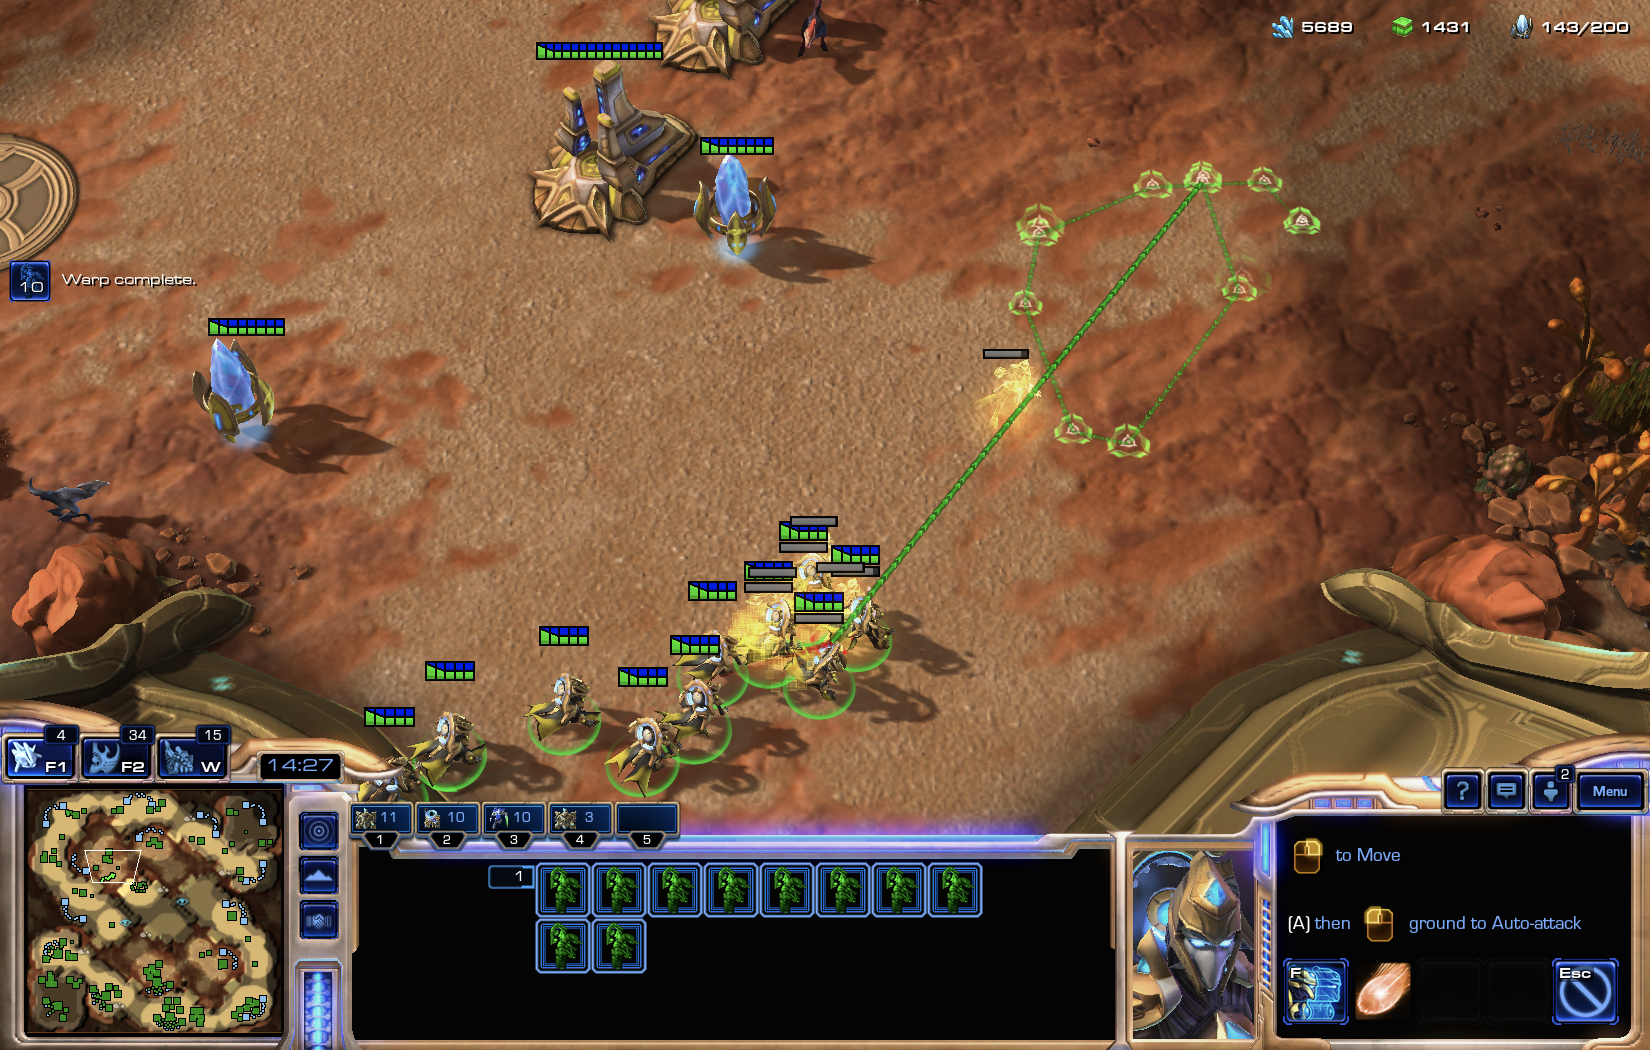 5689 1431 143/200
10 Warp complete.
4 34 15
F1 F2 W
14:27
2
? Menu
11 10 10 3
1 2 3 4 5
1
to Move
(A) then ground to Auto-attack
F Esc